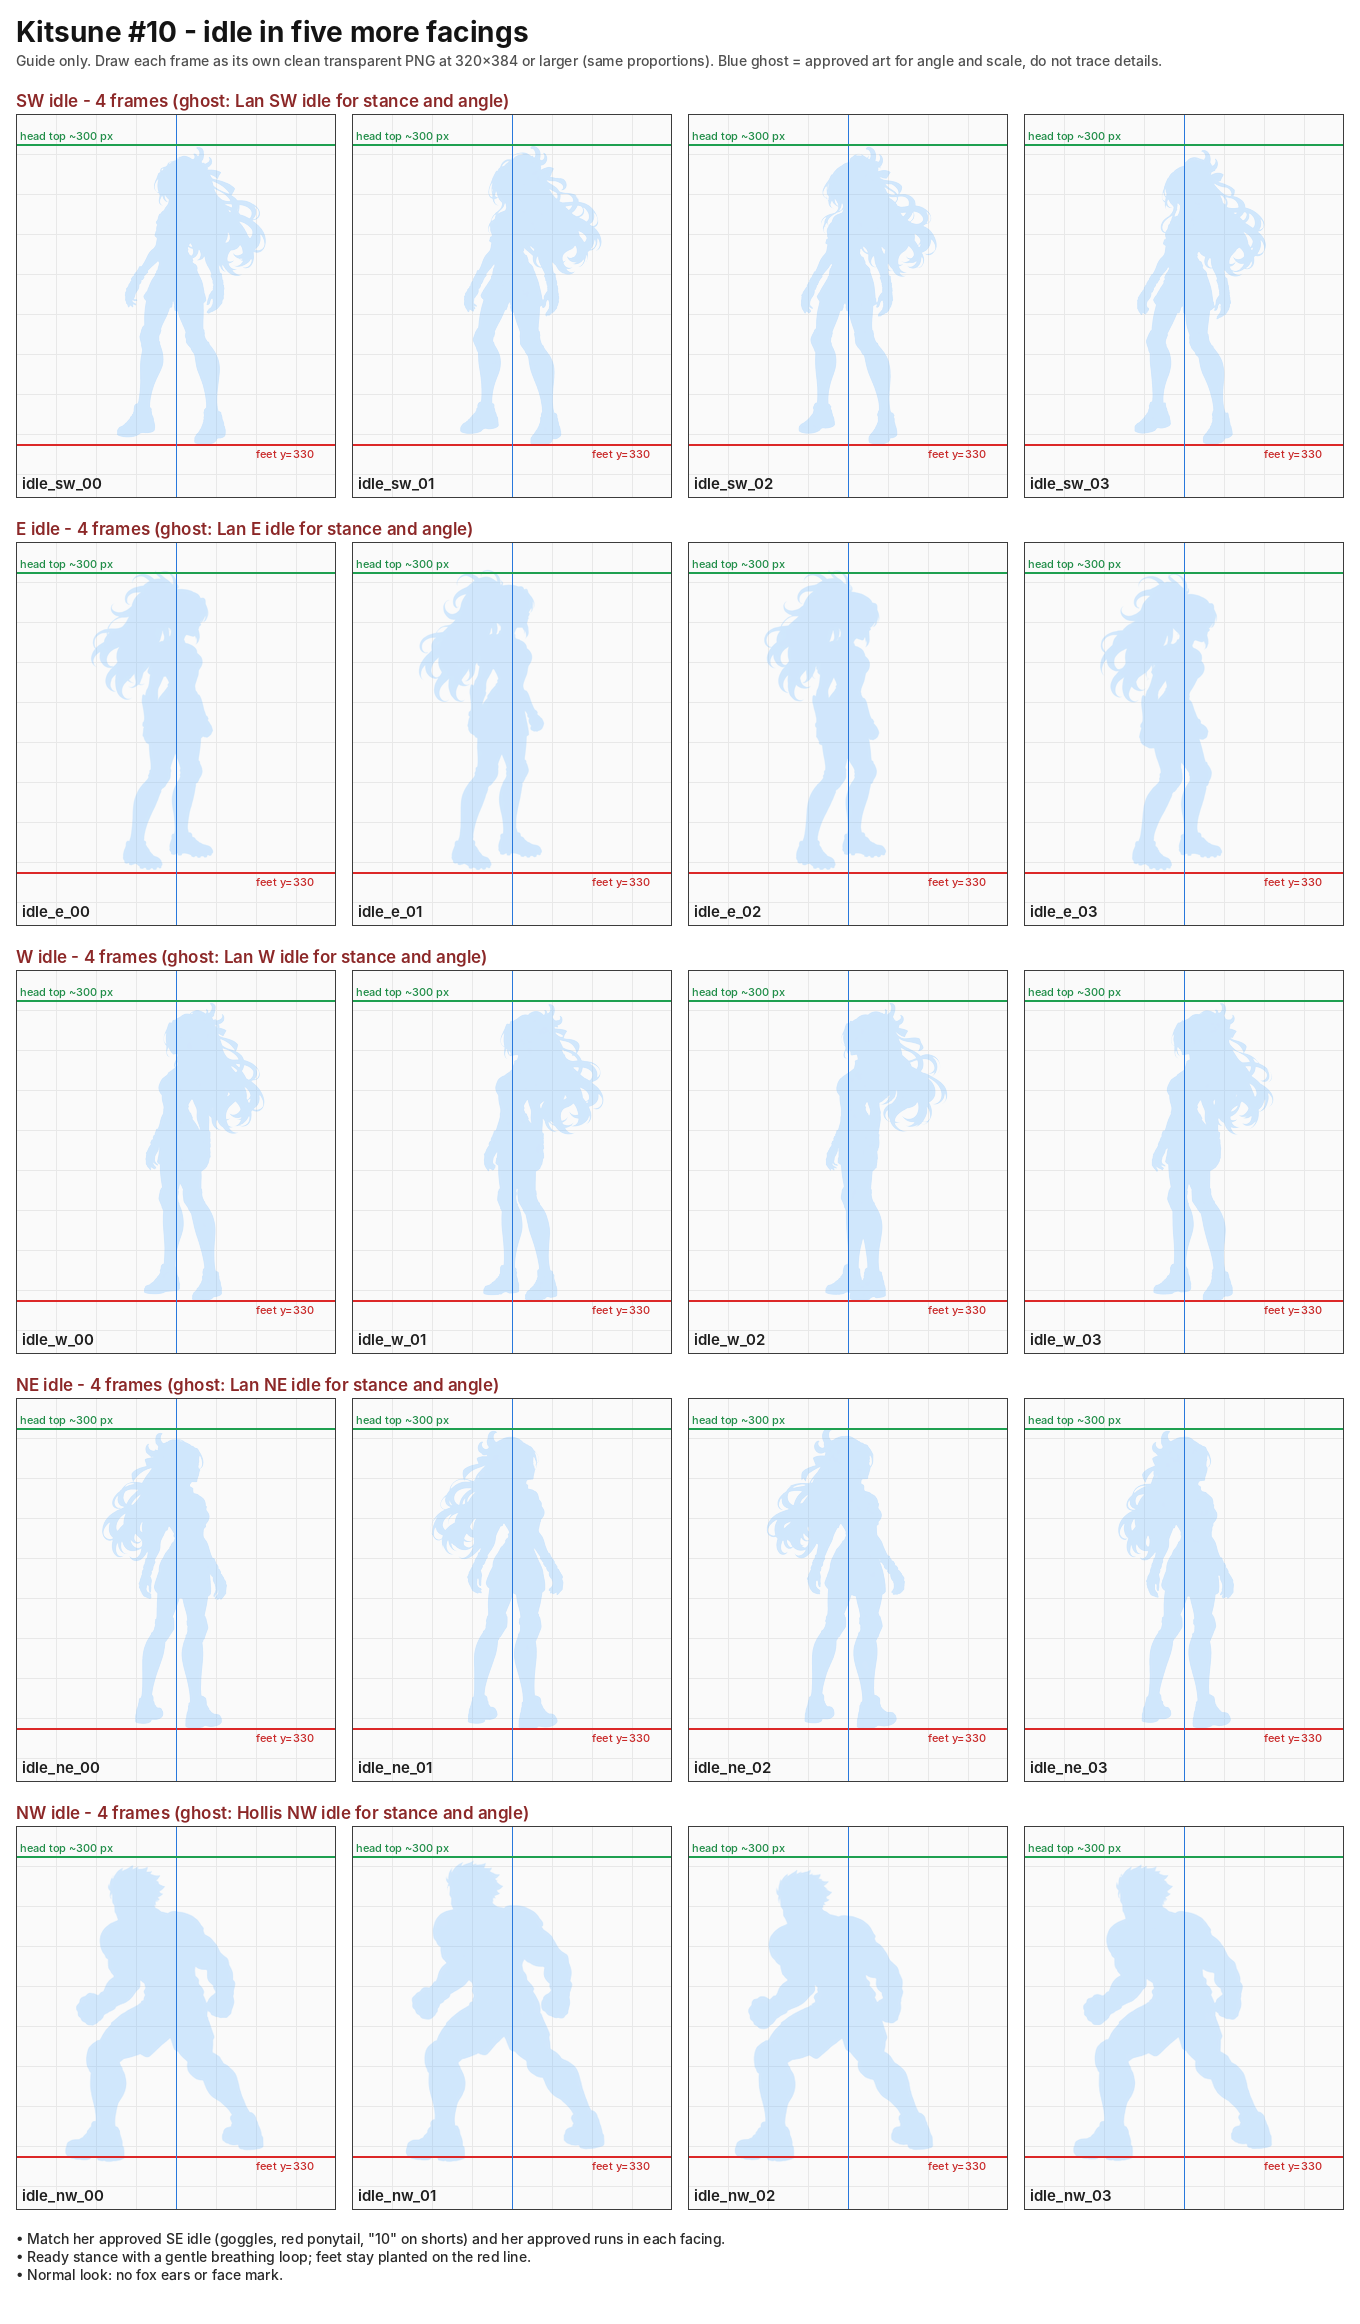 Kitsune #10 - idle in five more facings
Guide only. Draw each frame as its own clean transparent PNG at 320×384 or larger (same proportions). Blue ghost = approved art for angle and scale, do not trace details.
SW idle - 4 frames (ghost: Lan SW idle for stance and angle)
head top ~300 px head top ~300 px head top ~300 px head top ~300 px
feet y=330 feet y=330 feet y=330 feet y=330
idle_sw_00 idle_sw_01 idle_sw_02 idle_sw_03
E idle - 4 frames (ghost: Lan E idle for stance and angle)
head top ~300 px head top ~300 px head top ~300 px head top ~300 px
feet y=330 feet y=330 feet y=330 feet y=330
idle_e_00 idle_e_01 idle_e_02 idle_e_03
W idle - 4 frames (ghost: Lan W idle for stance and angle)
head top ~300 px head top ~300 px head top ~300 px head top ~300 px
feet y=330 feet y=330 feet y=330 feet y=330
idle_w_00 idle_w_01 idle_w_02 idle_w_03
NE idle - 4 frames (ghost: Lan NE idle for stance and angle)
head top ~300 px head top ~300 px head top ~300 px head top ~300 px
feet y=330 feet y=330 feet y=330 feet y=330
idle_ne_00 idle_ne_01 idle_ne_02 idle_ne_03
NW idle - 4 frames (ghost: Hollis NW idle for stance and angle)
head top ~300 px head top ~300 px head top ~300 px head top ~300 px
feet y=330 feet y=330 feet y=330 feet y=330
idle_nw_00 idle_nw_01 idle_nw_02 idle_nw_03
• Match her approved SE idle (goggles, red ponytail, "10" on shorts) and her approved runs in each facing.
• Ready stance with a gentle breathing loop; feet stay planted on the red line.
• Normal look: no fox ears or face mark.